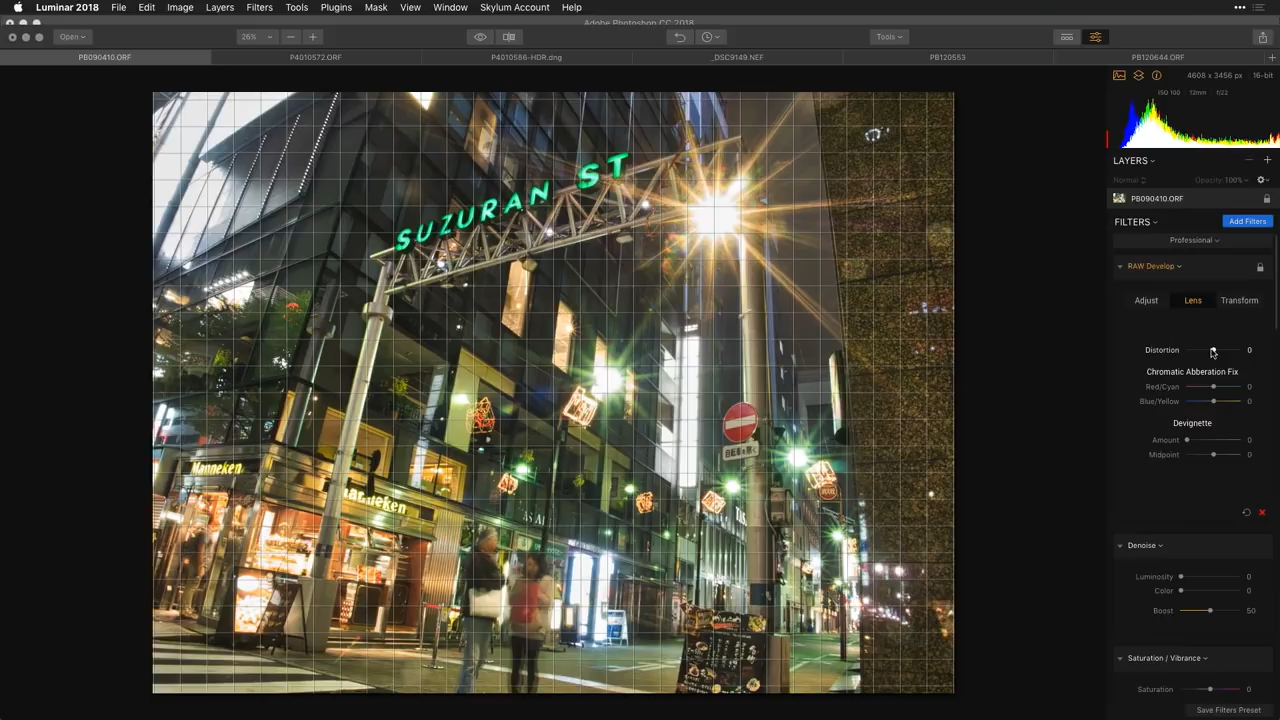 Luminar 2018 File Edit Image Layers Filters Tools Plugins Mask View Window Skylum Account Help
Adobe Photoshop CC 2018
Open 26% Tools
PB090410.ORF P4010572.ORF P4010586-HDR.dng _DSC9149.NEF PB120553 PB120644.ORF
4608 x 3456 px 16-bit
ISO 100 12mm f/22
LAYERS
Normal Opacity: 100%
PB090410.ORF
FILTERS Add Filters
Professional
RAW Develop
Adjust Lens Transform
Distortion 0
Chromatic Abberation Fix
Red/Cyan 0
Blue/Yellow 0
Devignette
Amount 0
Midpoint 0
Denoise
Luminosity 0
Color 0
Boost 50
Saturation / Vibrance
Saturation 0
Save Filters Preset
SUZURAN ST
Manneken
Manneken